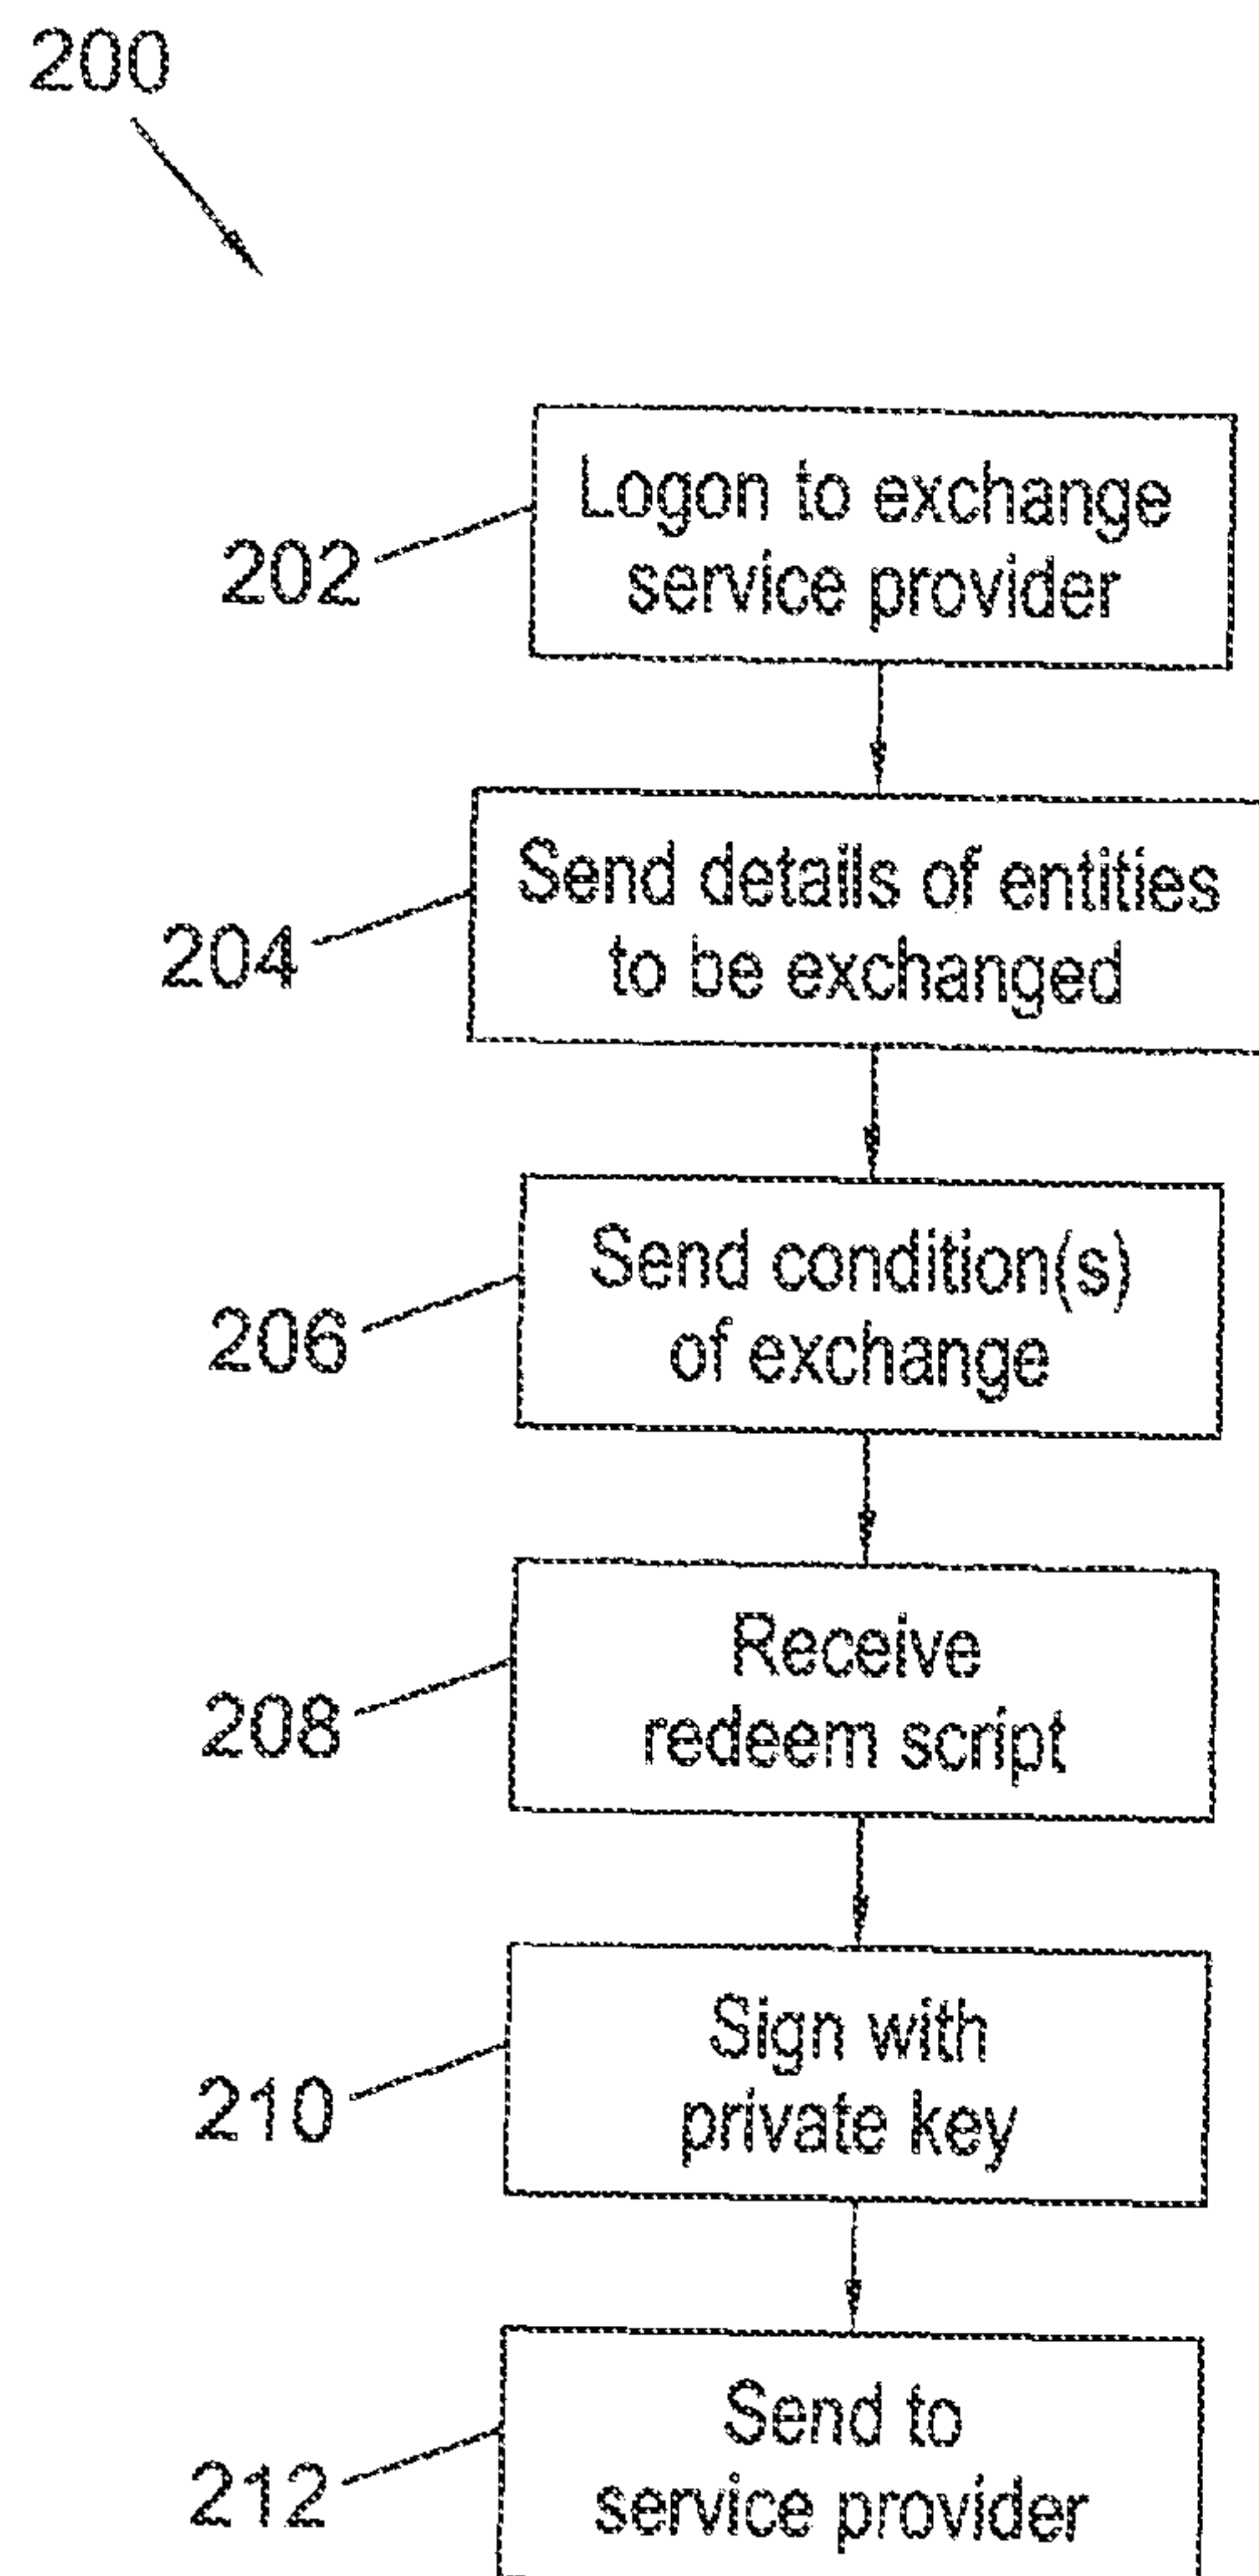 200
Logon to exchange
service provider
202
Send details of entities
to be exchanged
204
Send condition(s)
of exchange
206
Receive
redeem script
208
Sign with
private key
210
Send to
service provider
212